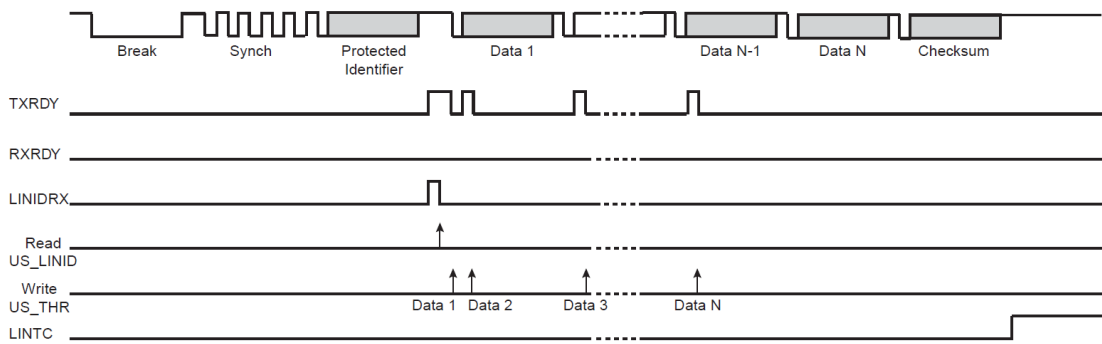 Break Synch Protected Data 1 Data N-1 Data N Checksum
Identifier
TXRDY
RXRDY
LINIDRX
Read
US_LINID
Write
US_THR
Data 1 Data 2 Data 3 Data N
LINTC